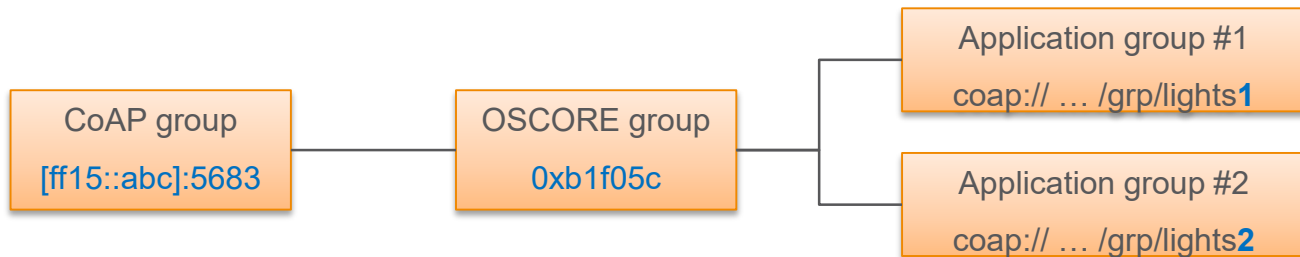 CoAP group
[ff15::abc]:5683
OSCORE group
0xb1f05c
Application group #1
coap:// … /grp/lights1
Application group #2
coap:// … /grp/lights2